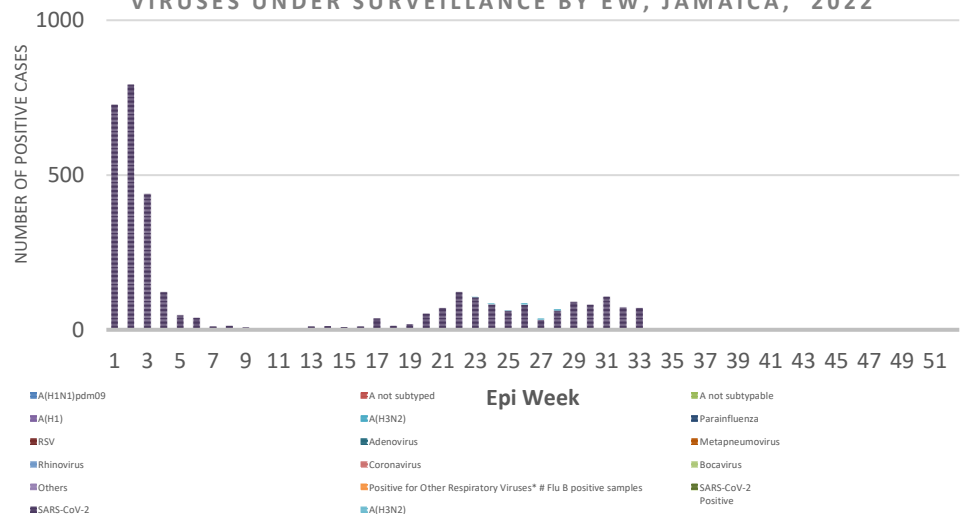 VIRUSES UNDER SURVEILLANCE BY EW, JAMAICA, 2022
NUMBER OF POSITIVE CASES
1000
500
0
1 3 5 7 9 11 13 15 17 19 21 23 25 27 29 31 33 35 37 39 41 43 45 47 49 51
Epi Week
A(H1N1)pdm09 A not subtyped A not subtypable
A(H1) A(H3N2) Parainfluenza
RSV Adenovirus Metapneumovirus
Rhinovirus Coronavirus Bocavirus
Others Positive for Other Respiratory Viruses* # Flu B positive samples SARS-CoV-2
Positive
SARS-CoV-2 A(H3N2)